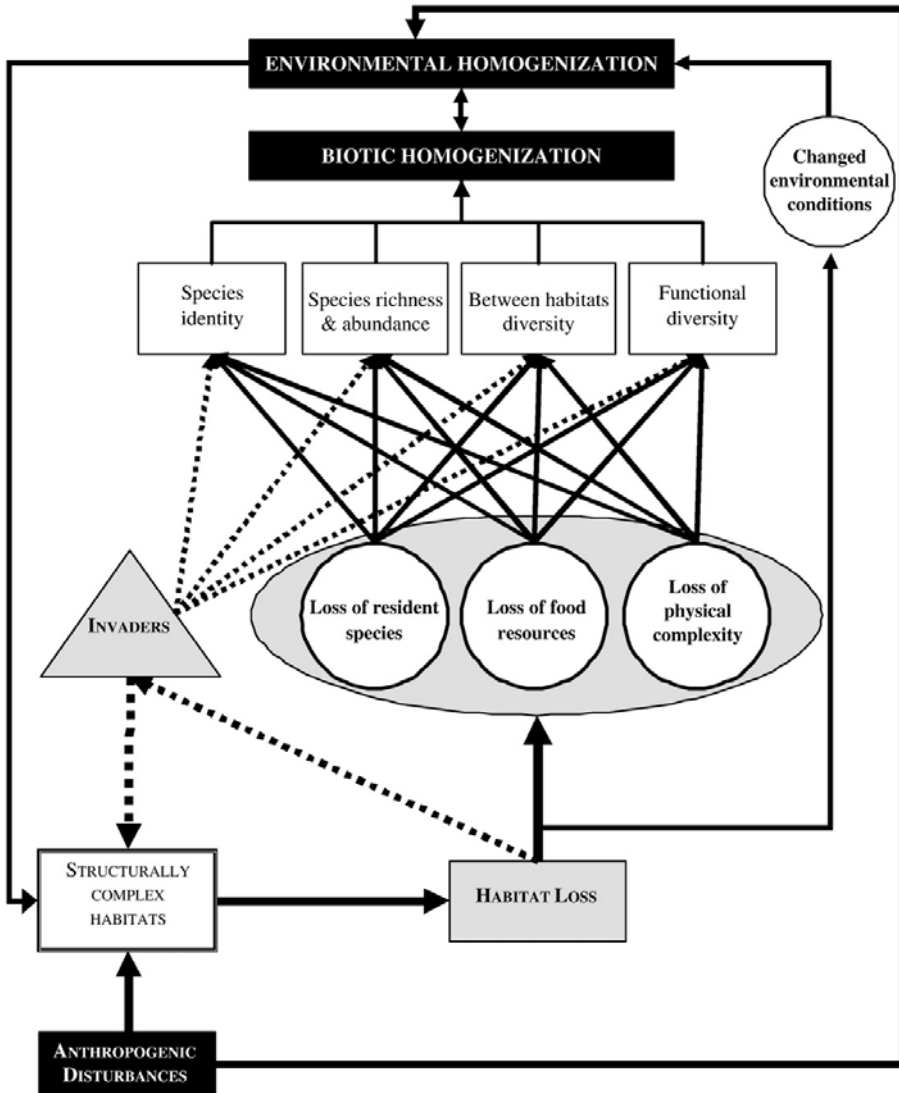 ENVIRONMENTAL HOMOGENIZATION
BIOTIC HOMOGENIZATION
Changed
environmental
conditions
Species
identity
Species richness
& abundance
Between habitats
diversity
Functional
diversity
INVADERS
Loss of resident
species
Loss of food
resources
Loss of
physical
complexity
STRUCTURALLY
COMPLEX
HABITATS
HABITAT LOSS
ANTHROPOGENIC
DISTURBANCES